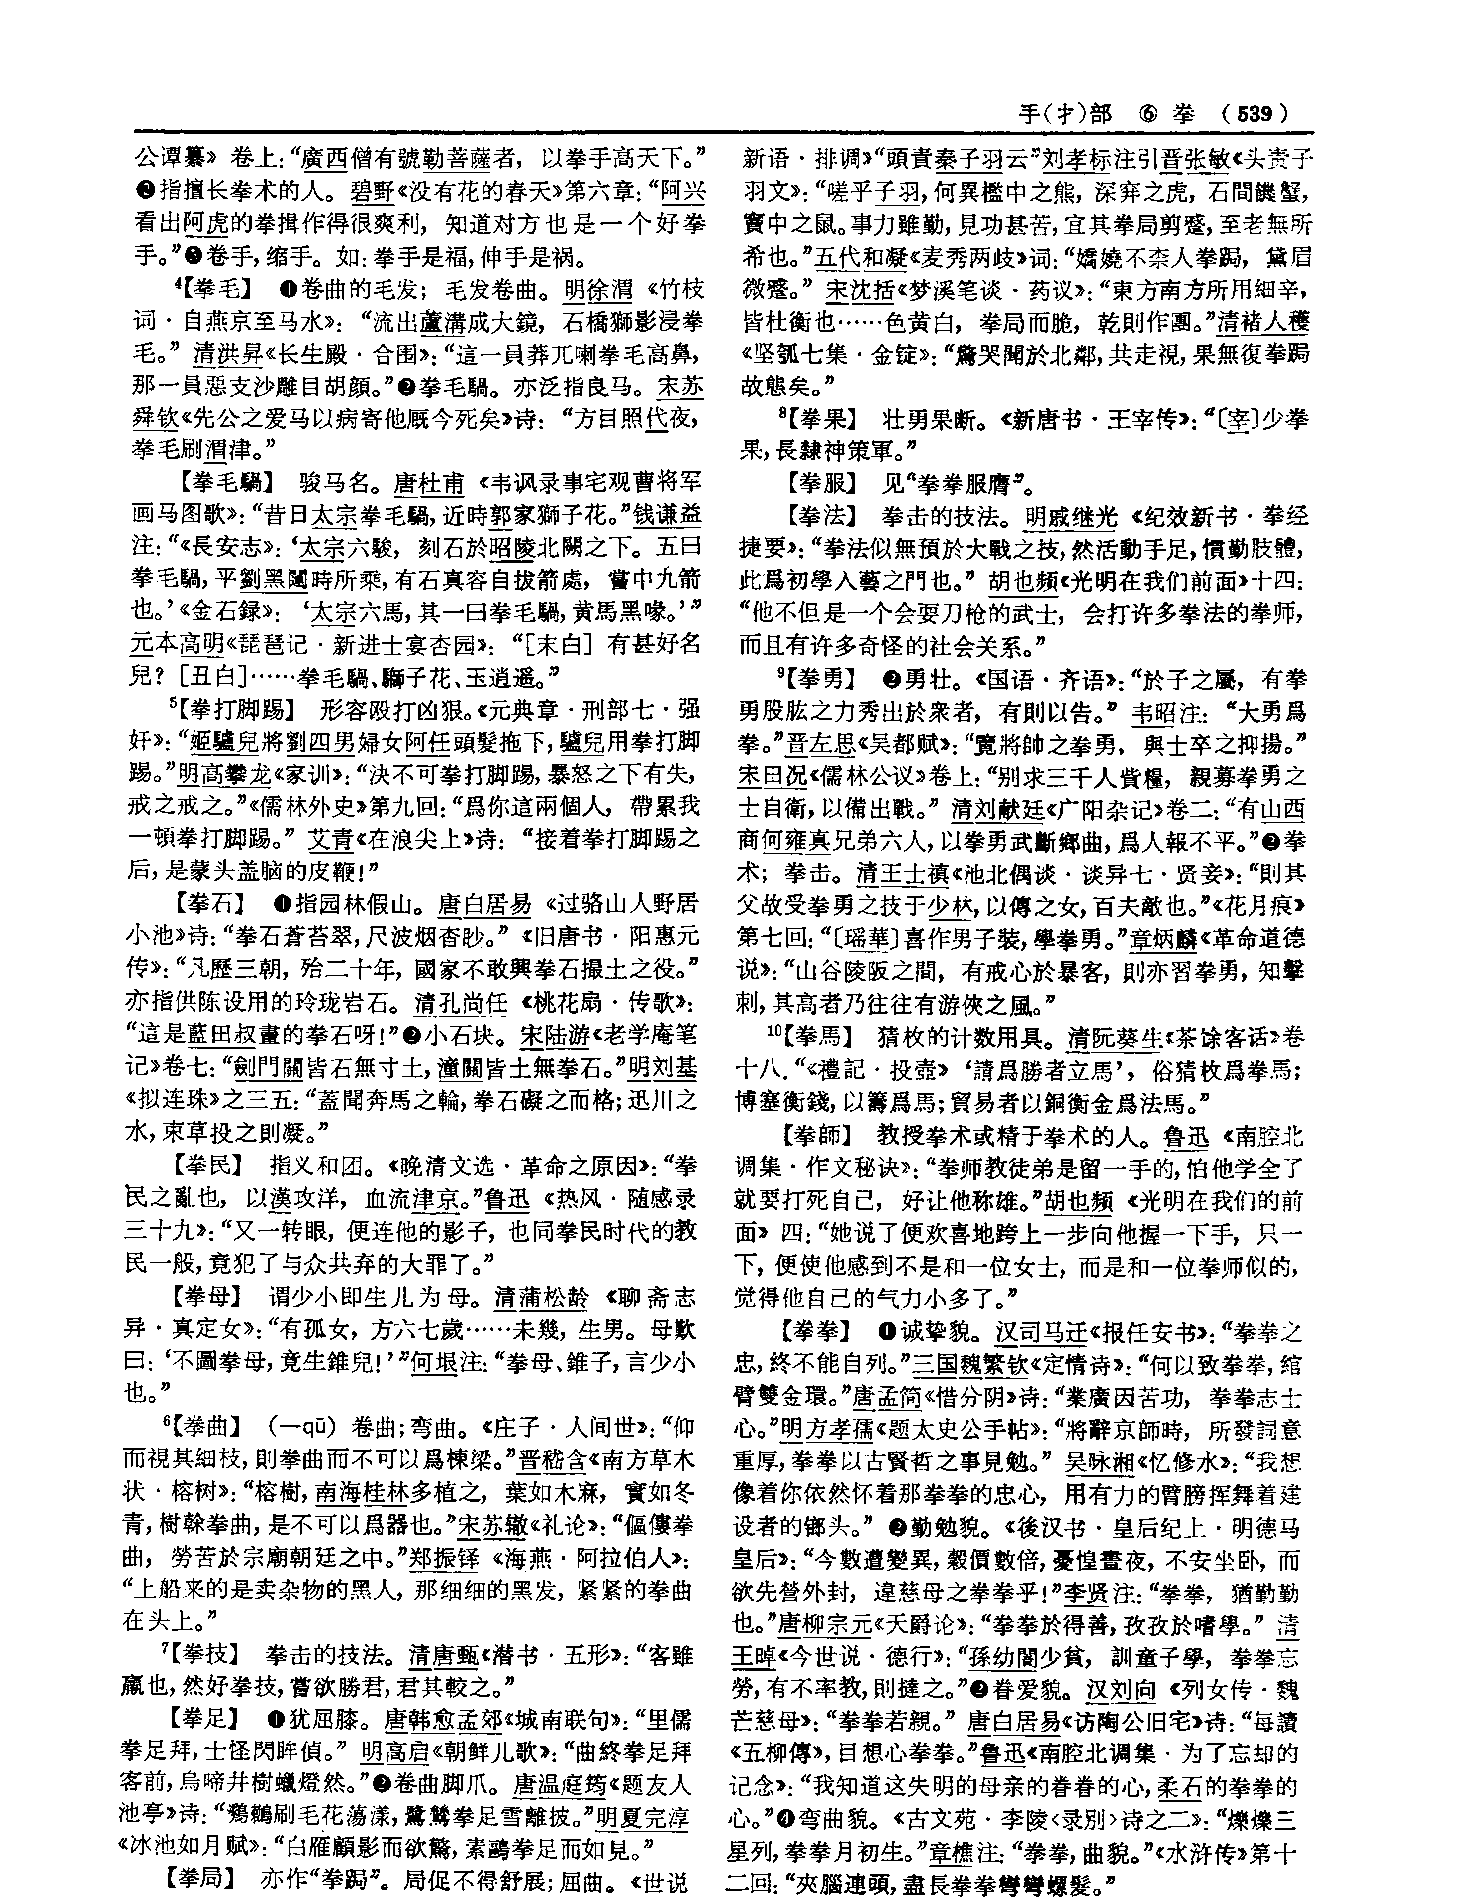 手(扌)部 ⑥ 拳 (539)
公谭纂》卷上:“廣西僧有號勒菩薩者, 以拳手高天下。”
❷指擅长拳术的人。碧野《没有花的春天》第六章:“阿兴
看出阿虎的拳揖作得很爽利, 知道对方也是一个好拳
手。”❸卷手,缩手。如:拳手是福,伸手是祸。
⁴【拳毛】 ❶卷曲的毛发; 毛发卷曲。明徐渭《竹枝
词·自燕京至马水》: “流出蘆溝成大鏡, 石橋獅影浸拳
毛。” 清洪昇《长生殿·合围》:“這一員莽兀喇拳毛高鼻,
那一員惡支沙雕目胡顔。”❷拳毛騧。亦泛指良马。宋苏
舜钦《先公之爱马以病寄他厩今死矣》诗: “方目照代夜,
拳毛刷渭津。”
【拳毛騧】 骏马名。唐杜甫《韦讽录事宅观曹将军
画马图歌》:“昔日太宗拳毛騧,近時郭家獅子花。”钱谦益
注:“《長安志》:‘太宗六駿, 刻石於昭陵北闕之下。五曰
拳毛騧,平劉黑闥時所乘,有石真容自拔箭處, 嘗中九箭
也。’《金石録》: ‘太宗六馬,其一曰拳毛騧,黄馬黑喙。’”
元本高明《琵琶记·新进士宴杏园》: “[末白] 有甚好名
兒? [丑白]……拳毛騧、騧子花、玉逍遥。”
⁵【拳打脚踢】 形容殴打凶狠。《元典章·刑部七·强
奸》:“姬驢兒將劉四男婦女阿任頭髮拖下,驢兒用拳打脚
踢。”明高攀龙《家训》:“决不可拳打脚踢,暴怒之下有失,
戒之戒之。”《儒林外史》第九回:“爲你這兩個人, 帶累我
一頓拳打脚踢。” 艾青《在浪尖上》诗: “接着拳打脚踢之
后,是蒙头盖脑的皮鞭!”
【拳石】 ❶指园林假山。唐白居易《过骆山人野居
小池》诗:“拳石蒼苔翠,尺波烟杳眇。”《旧唐书·阳惠元
传》:“凡歷三朝, 殆二十年, 國家不敢興拳石撮土之役。”
亦指供陈设用的玲珑岩石。清孔尚任《桃花扇·传歌》:
“這是藍田叔畫的拳石呀!”❷小石块。宋陆游《老学庵笔
记》卷七:“劍門關皆石無寸土,潼關皆土無拳石。”明刘基
《拟连珠》之三五:“蓋聞奔馬之輪,拳石礙之而格;迅川之
水,束草投之則凝。”
【拳民】 指义和团。《晚清文选·革命之原因》:“拳
民之亂也, 以漢攻洋, 血流津京。”鲁迅《热风·随感录
三十九》:“又一转眼, 便连他的影子, 也同拳民时代的教
民一般,竟犯了与众共弃的大罪了。”
【拳母】 谓少小即生儿为母。清蒲松龄《聊斋志
异·真定女》:“有孤女, 方六七歲……未幾, 生男。母歎
曰: ‘不圖拳母,竟生錐兒!’”何垠注:“拳母、錐子,言少小
也。”
⁶【拳曲】 (一qū) 卷曲;弯曲。《庄子·人间世》:“仰
而視其細枝,則拳曲而不可以爲棟梁。”晋嵇含《南方草木
状·榕树》:“榕樹,南海桂林多植之, 葉如木麻, 實如冬
青,樹榦拳曲,是不可以爲器也。”宋苏辙《礼论》:“傴僂拳
曲, 勞苦於宗廟朝廷之中。”郑振铎《海燕·阿拉伯人》:
“上船来的是卖杂物的黑人, 那细细的黑发, 紧紧的拳曲
在头上。”
⁷【拳技】 拳击的技法。清唐甄《潜书·五形》:“客雖
羸也,然好拳技,嘗欲勝君,君其較之。”
【拳足】 ❶犹屈膝。唐韩愈孟郊《城南联句》:“里儒
拳足拜,士怪閃眸偵。” 明高启《朝鲜儿歌》:“曲終拳足拜
客前,烏啼井樹蠟燈然。”❷卷曲脚爪。唐温庭筠《题友人
池亭》诗:“鸂鶒刷毛花蕩漾,鷺鷥拳足雪離披。”明夏完淳
《冰池如月赋》:“白雁顧影而欲驚,素鷗拳足而如見。”
【拳局】 亦作“拳跼”。局促不得舒展;屈曲。《世说
新语·排调》“頭責秦子羽云”刘孝标注引晋张敏《头责子
羽文》:“嗟乎子羽,何異檻中之熊, 深穽之虎, 石間饑蟹,
竇中之鼠。事力雖勤,見功甚苦,宜其拳局剪蹙,至老無所
希也。”五代和凝《麦秀两歧》词:“嬌嬈不柰人拳跼, 黛眉
微蹙。” 宋沈括《梦溪笔谈·药议》:“東方南方所用細辛,
皆杜衡也……色黄白, 拳局而脆, 乾則作團。”清褚人穫
《坚瓠七集·金锭》:“驚哭聞於北鄰,共走視,果無復拳跼
故態矣。”
⁸【拳果】 壮勇果断。《新唐书·王宰传》:“〔宰〕少拳
果,長隸神策軍。”
【拳服】 见“拳拳服膺”。
【拳法】 拳击的技法。明戚继光《纪效新书·拳经
捷要》:“拳法似無預於大戰之技,然活動手足,慣勤肢體,
此爲初學入藝之門也。” 胡也频《光明在我们前面》十四:
“他不但是一个会耍刀枪的武士, 会打许多拳法的拳师,
而且有许多奇怪的社会关系。”
⁹【拳勇】 ❷勇壮。《国语·齐语》:“於子之屬, 有拳
勇股肱之力秀出於衆者, 有則以告。” 韦昭注: “大勇爲
拳。”晋左思《吴都赋》:“覽將帥之拳勇, 與士卒之抑揚。”
宋田况《儒林公议》卷上:“别求三千人貲糧, 親募拳勇之
士自衛,以備出戰。” 清刘献廷《广阳杂记》卷二:“有山西
商何雍真兄弟六人,以拳勇武斷鄉曲,爲人報不平。”❷拳
术; 拳击。清王士禛《池北偶谈·谈异七·贤妾》:“則其
父故受拳勇之技于少林,以傳之女,百夫敵也。”《花月痕》
第七回:“〔瑶華〕喜作男子裝,學拳勇。”章炳麟《革命道德
说》:“山谷陵阪之間, 有戒心於暴客, 則亦習拳勇, 知擊
刺,其高者乃往往有游俠之風。”
¹⁰【拳馬】 猜枚的计数用具。清阮葵生《茶馀客话》卷
十八.“《禮記·投壺》‘請爲勝者立馬’, 俗猜枚爲拳馬;
博塞衡錢,以籌爲馬;貿易者以銅衡金爲法馬。”
【拳師】 教授拳术或精于拳术的人。鲁迅《南腔北
调集·作文秘诀》:“拳师教徒弟是留一手的,怕他学全了
就要打死自己, 好让他称雄。”胡也频《光明在我们的前
面》四:“她说了便欢喜地跨上一步向他握一下手, 只一
下, 便使他感到不是和一位女士, 而是和一位拳师似的,
觉得他自己的气力小多了。”
【拳拳】 ❶诚挚貌。汉司马迁《报任安书》:“拳拳之
忠,終不能自列。”三国魏繁钦《定情诗》:“何以致拳拳,綰
臂雙金環。”唐孟简《惜分阴》诗:“業廣因苦功, 拳拳志士
心。”明方孝孺《题太史公手帖》:“將辭京師時, 所發詞意
重厚,拳拳以古賢哲之事見勉。” 吴咏湘《忆修水》:“我想
像着你依然怀着那拳拳的忠心, 用有力的臂膀挥舞着建
设者的镢头。” ❷勤勉貌。《後汉书·皇后纪上·明德马
皇后》:“今數遭變異,穀價數倍,憂惶晝夜, 不安坐卧, 而
欲先營外封, 違慈母之拳拳乎!”李贤注:“拳拳, 猶勤勤
也。”唐柳宗元《天爵论》:“拳拳於得善,孜孜於嗜學。” 清
王晫《今世说·德行》:“孫幼闇少貧, 訓童子學, 拳拳忘
勞,有不率教,則撻之。”❷眷爱貌。汉刘向《列女传·魏
芒慈母》:“拳拳若親。” 唐白居易《访陶公旧宅》诗:“每讀
《五柳傳》,目想心拳拳。”鲁迅《南腔北调集·为了忘却的
记念》:“我知道这失明的母亲的眷眷的心,柔石的拳拳的
心。”❹弯曲貌。《古文苑·李陵〈录别〉诗之二》:“爍爍三
星列,拳拳月初生。”章樵注:“拳拳,曲貌。”《水浒传》第十
二回:“夾腦連頭,盡長拳拳彎彎螺髮。”